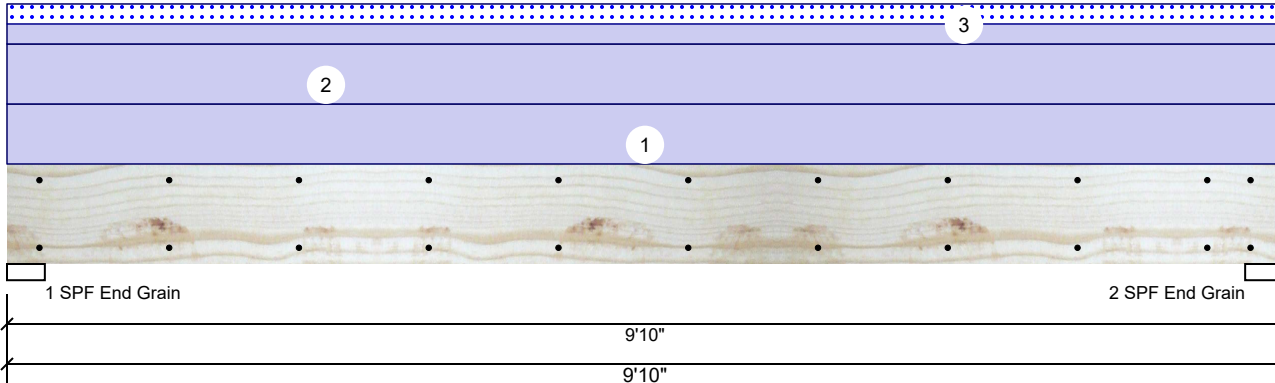 3
2
1
1 SPF End Grain
2 SPF End Grain
9'10"
9'10"